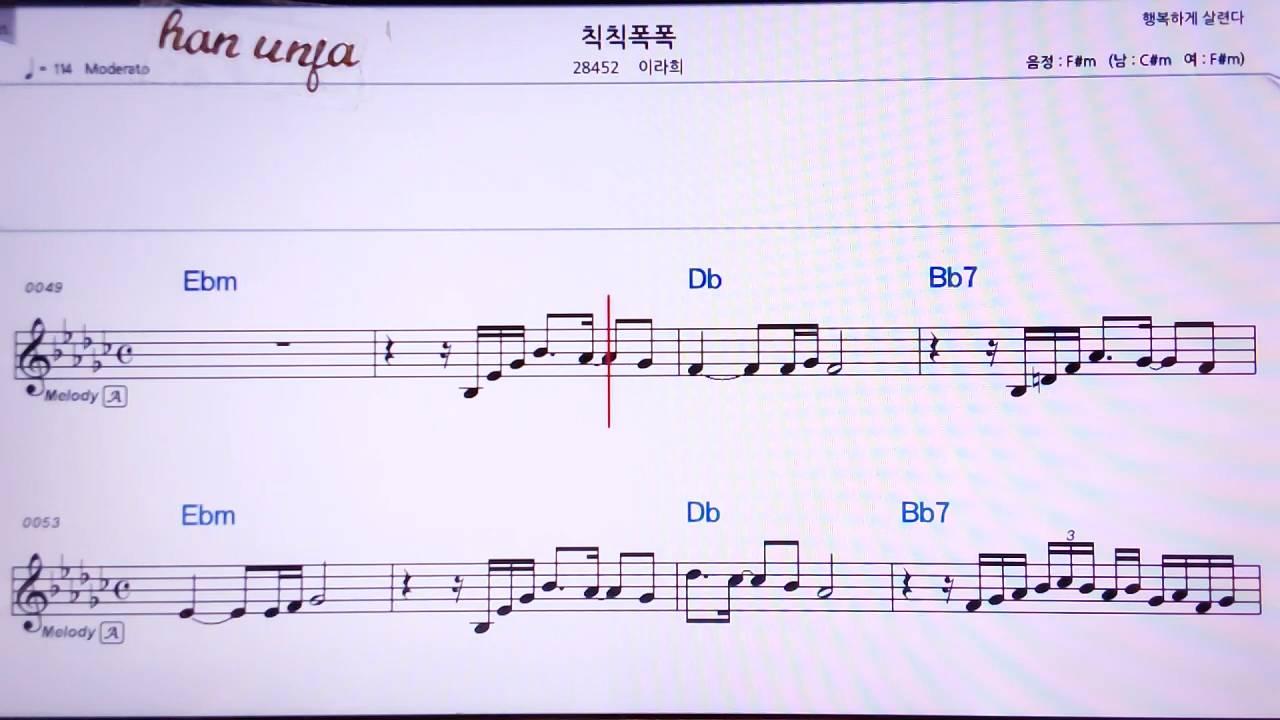 han unfa
칙칙폭폭
행복하게 살련다
♩= 114 Moderato
28452 이라희
음정 : F#m (남 : C#m 여 : F#m)
0049 Ebm Db Bb7
Melody A
0053 Ebm Db Bb7
3
Melody A